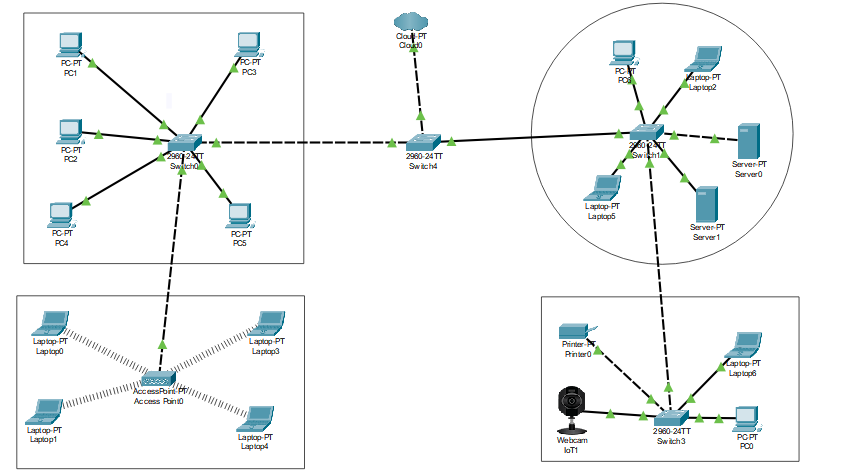 PC-PT
PC1
PC-PT
PC3
PC-PT
PC2
2960-24TT
Switch0
PC-PT
PC4
PC-PT
PC5
Cloud-PT
Cloud0
2960-24TT
Switch4
PC-PT
Laptop-PT
Laptop2
2960-24TT
Switch1
Server-PT
Server0
Laptop-PT
Laptop5
Server-PT
Server1
Laptop-PT
Laptop0
Laptop-PT
Laptop3
AccessPoint-PT
Access Point0
Laptop-PT
Laptop1
Laptop-PT
Laptop4
Printer-PT
Printer0
Laptop-PT
Laptop6
Webcam
IoT1
2960-24TT
Switch3
PC-PT
PC0